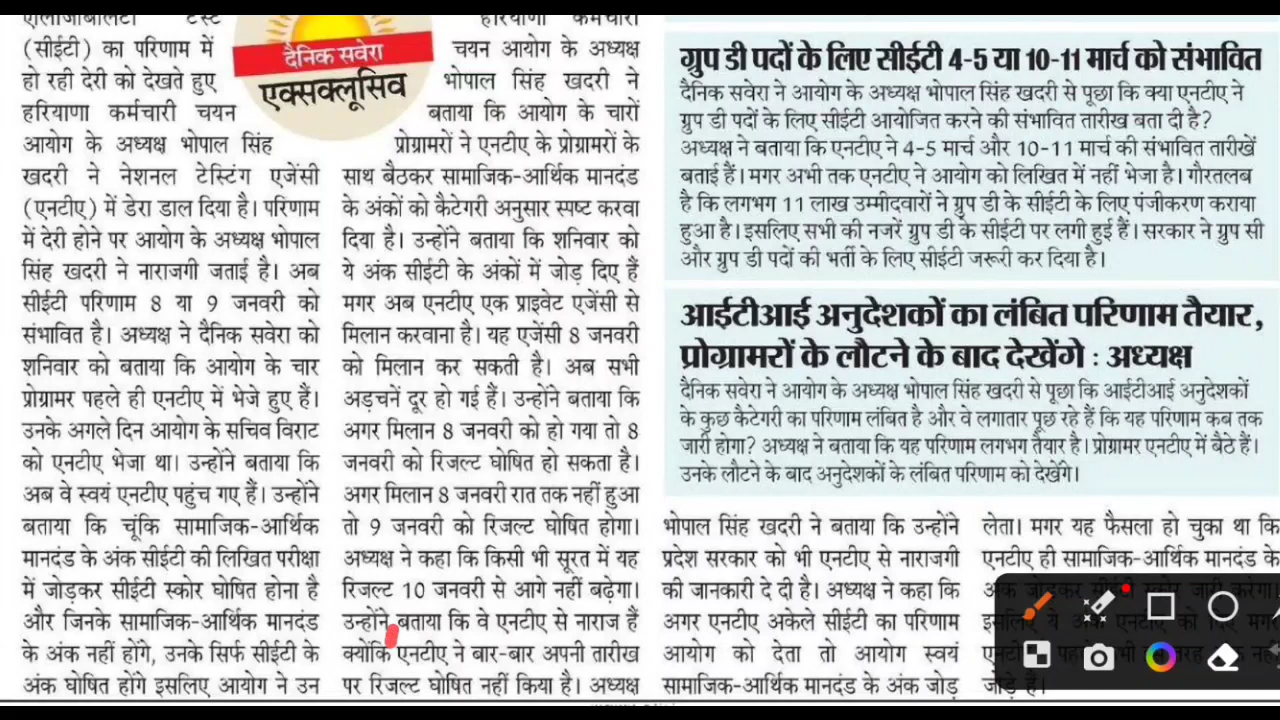 एलिजिबिलिटी टेस्ट
(सीईटी) का परिणाम में
हो रही देरी को देखते हुए
हरियाणा कर्मचारी चयन
आयोग के अध्यक्ष भोपाल सिंह
खदरी ने नेशनल टेस्टिंग एजेंसी
(एनटीए) में डेरा डाल दिया है। परिणाम
में देरी होने पर आयोग के अध्यक्ष भोपाल
सिंह खदरी ने नाराजगी जताई है। अब
सीईटी परिणाम 8 या 9 जनवरी को
संभावित है। अध्यक्ष ने दैनिक सवेरा को
शनिवार को बताया कि आयोग के चार
प्रोग्रामर पहले ही एनटीए में भेजे हुए हैं।
उनके अगले दिन आयोग के सचिव विराट
को एनटीए भेजा था। उन्होंने बताया कि
अब वे स्वयं एनटीए पहुंच गए हैं। उन्होंने
बताया कि चूंकि सामाजिक-आर्थिक
मानदंड के अंक सीईटी की लिखित परीक्षा
में जोड़कर सीईटी स्कोर घोषित होना है
और जिनके सामाजिक-आर्थिक मानदंड
के अंक नहीं होंगे, उनके सिर्फ सीईटी के
अंक घोषित होंगे इसलिए आयोग ने उन
दैनिक सवेरा
एक्सक्लूसिव
हरियाणा कर्मचारी
चयन आयोग के अध्यक्ष
भोपाल सिंह खदरी ने
बताया कि आयोग के चारों
प्रोग्रामरों ने एनटीए के प्रोग्रामरों के
साथ बैठकर सामाजिक-आर्थिक मानदंड
के अंकों को कैटेगरी अनुसार स्पष्ट करवा
दिया है। उन्होंने बताया कि शनिवार को
ये अंक सीईटी के अंकों में जोड़ दिए हैं
मगर अब एनटीए एक प्राइवेट एजेंसी से
मिलान करवाना है। यह एजेंसी 8 जनवरी
को मिलान कर सकती है। अब सभी
अड़चनें दूर हो गई हैं। उन्होंने बताया कि
अगर मिलान 8 जनवरी को हो गया तो 8
जनवरी को रिजल्ट घोषित हो सकता है।
अगर मिलान 8 जनवरी रात तक नहीं हुआ
तो 9 जनवरी को रिजल्ट घोषित होगा।
अध्यक्ष ने कहा कि किसी भी सूरत में यह
रिजल्ट 10 जनवरी से आगे नहीं बढ़ेगा।
उन्होंने बताया कि वे एनटीए से नाराज हैं
क्योंकि एनटीए ने बार-बार अपनी तारीख
पर रिजल्ट घोषित नहीं किया है। अध्यक्ष
ग्रुप डी पदों के लिए सीईटी 4-5 या 10-11 मार्च को संभावित
दैनिक सवेरा ने आयोग के अध्यक्ष भोपाल सिंह खदरी से पूछा कि क्या एनटीए ने
ग्रुप डी पदों के लिए सीईटी आयोजित करने की संभावित तारीख बता दी है?
अध्यक्ष ने बताया कि एनटीए ने 4-5 मार्च और 10-11 मार्च की संभावित तारीखें
बताई हैं। मगर अभी तक एनटीए ने आयोग को लिखित में नहीं भेजा है। गौरतलब
है कि लगभग 11 लाख उम्मीदवारों ने ग्रुप डी के सीईटी के लिए पंजीकरण कराया
हुआ है। इसलिए सभी की नजरें ग्रुप डी के सीईटी पर लगी हुई हैं। सरकार ने ग्रुप सी
और ग्रुप डी पदों की भर्ती के लिए सीईटी जरूरी कर दिया है।
आईटीआई अनुदेशकों का लंबित परिणाम तैयार,
प्रोग्रामरों के लौटने के बाद देखेंगे : अध्यक्ष
दैनिक सवेरा ने आयोग के अध्यक्ष भोपाल सिंह खदरी से पूछा कि आईटीआई अनुदेशकों
के कुछ कैटेगरी का परिणाम लंबित है और वे लगातार पूछ रहे हैं कि यह परिणाम कब तक
जारी होगा? अध्यक्ष ने बताया कि यह परिणाम लगभग तैयार है। प्रोग्रामर एनटीए में बैठे हैं।
उनके लौटने के बाद अनुदेशकों के लंबित परिणाम को देखेंगे।
भोपाल सिंह खदरी ने बताया कि उन्होंने
प्रदेश सरकार को भी एनटीए से नाराजगी
की जानकारी दे दी है। अध्यक्ष ने कहा कि
अगर एनटीए अकेले सीईटी का परिणाम
आयोग को देता तो आयोग स्वयं
सामाजिक-आर्थिक मानदंड के अंक जोड़
लेता। मगर यह फैसला हो चुका था कि
एनटीए ही सामाजिक-आर्थिक मानदंड के
अंक जोड़कर सीईटी स्कोर जारी करेगा।
इसलिए ये अंक एनटीए को दिए मगर
जोड़े हैं।